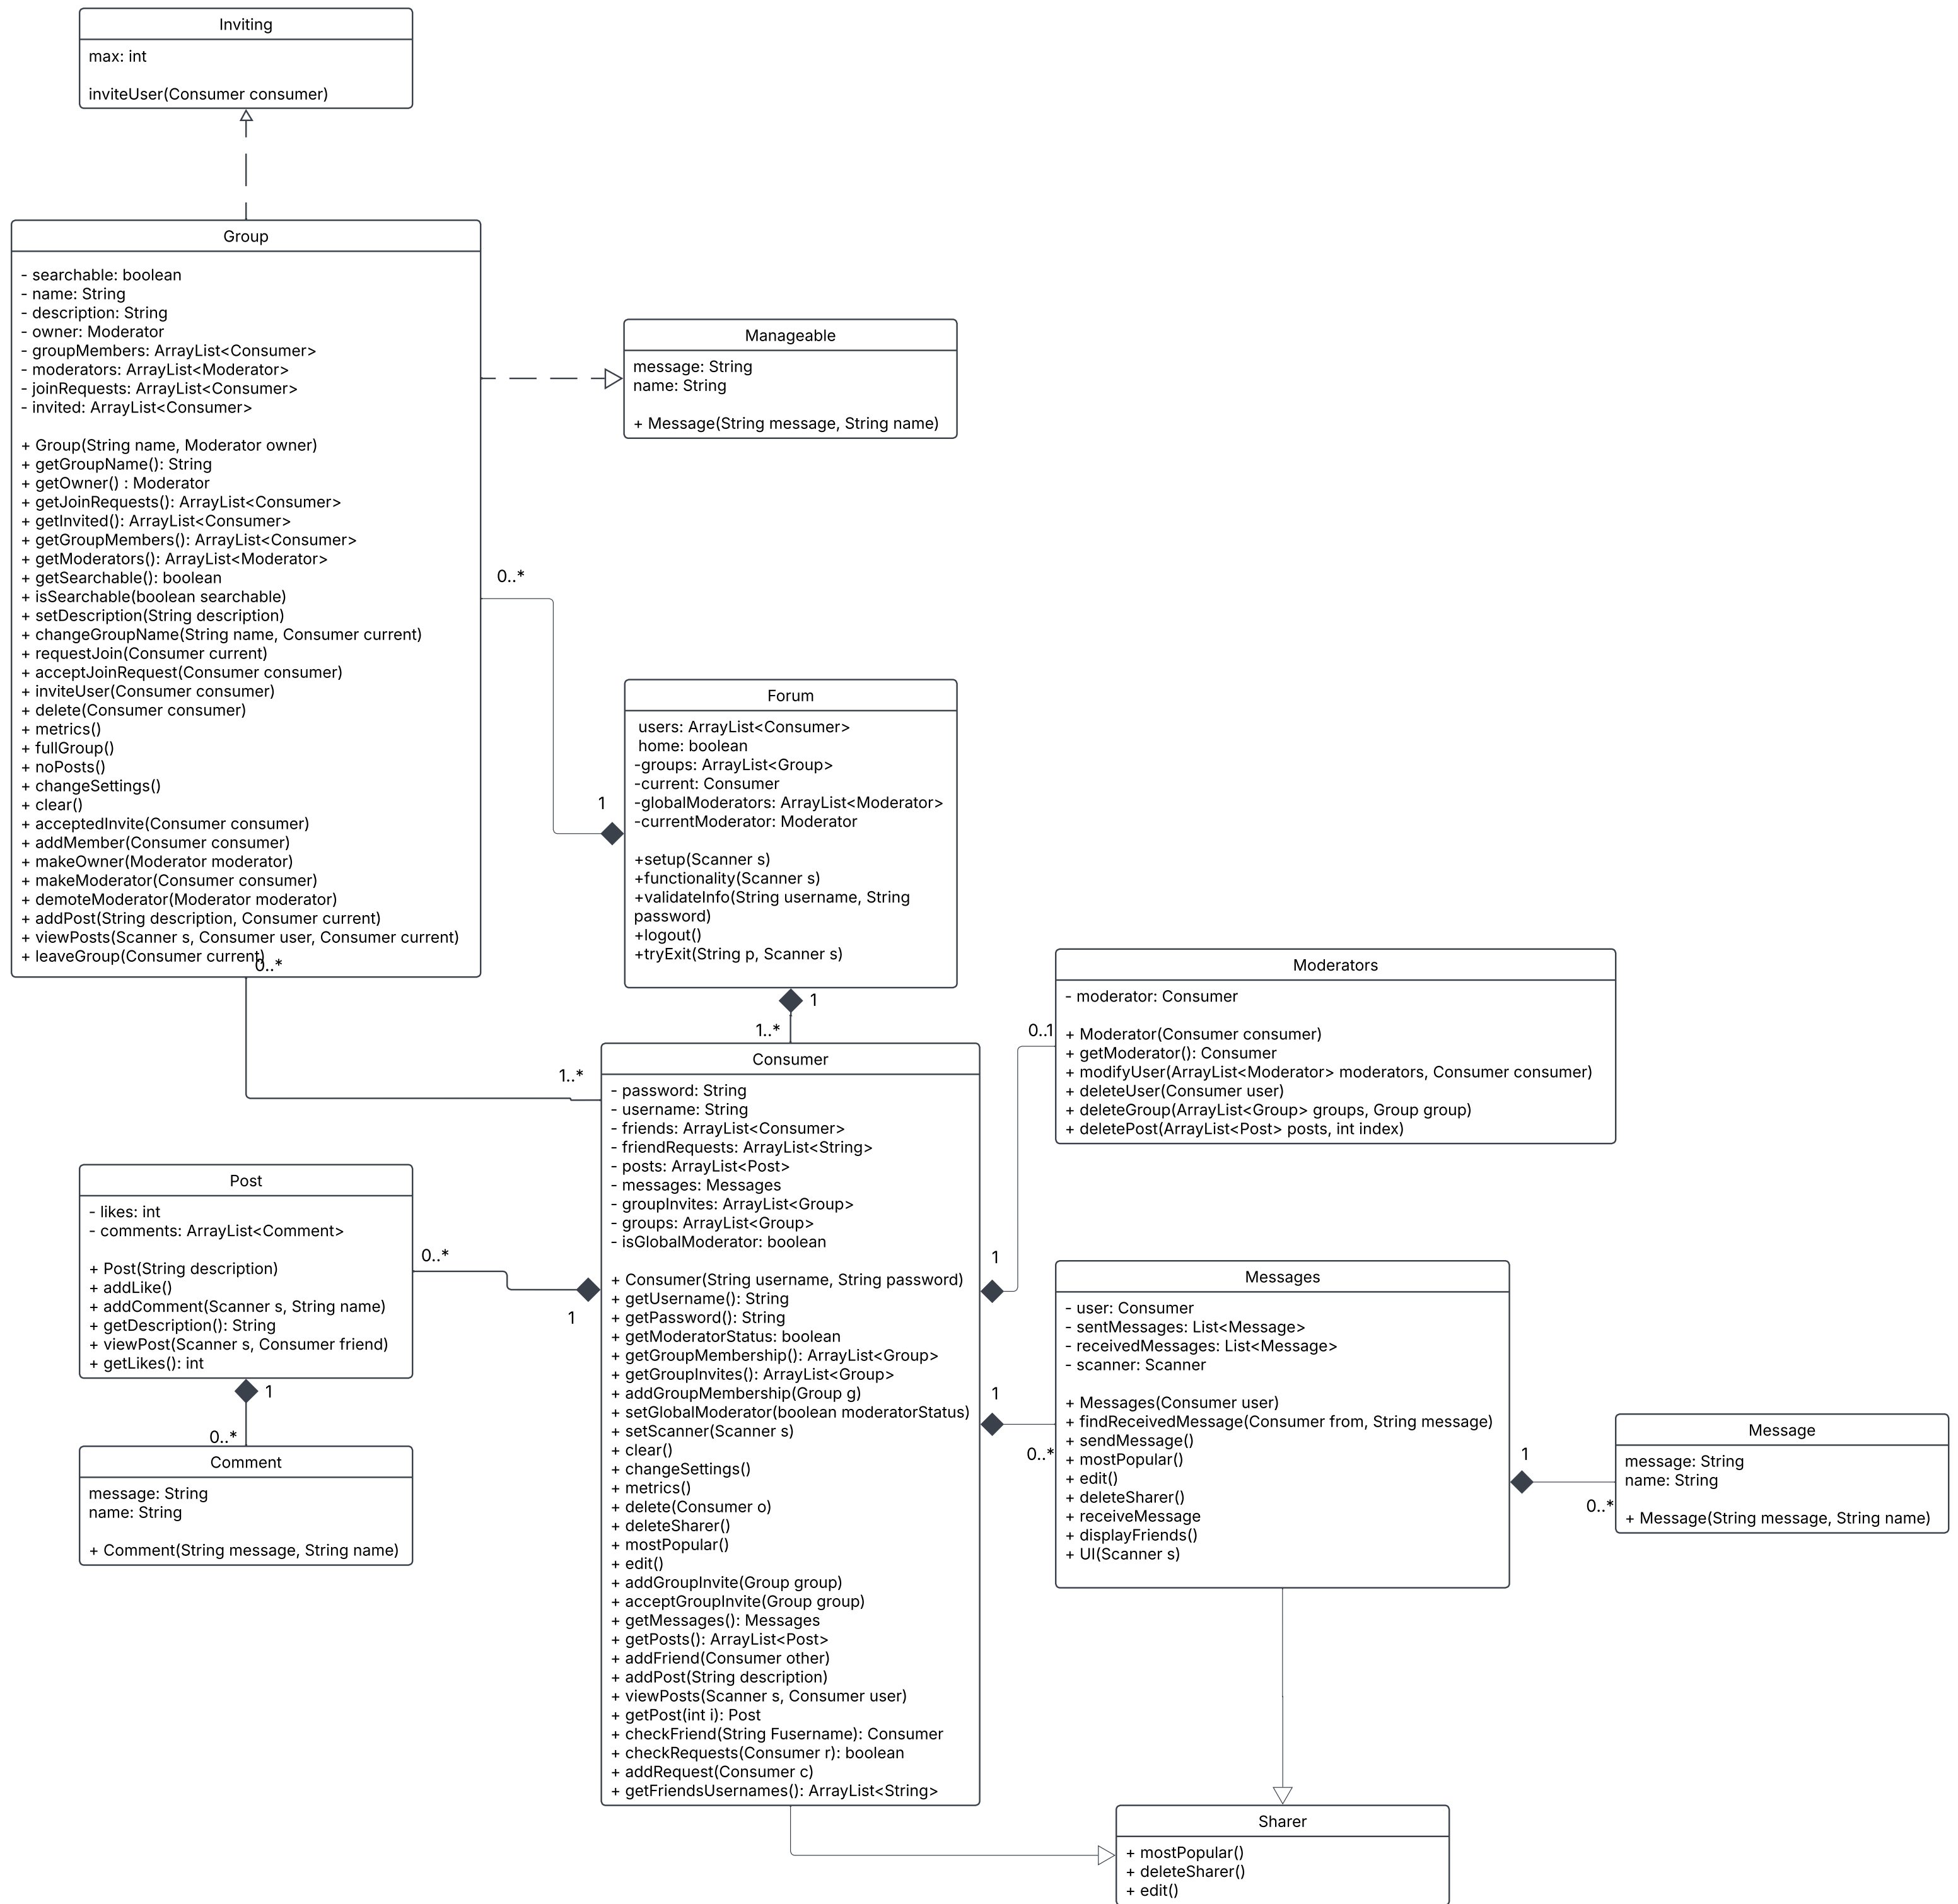 Inviting
max: int
inviteUser(Consumer consumer)
Group
- searchable: boolean
- name: String
- description: String
- owner: Moderator
- groupMembers: ArrayList<Consumer>
- moderators: ArrayList<Moderator>
- joinRequests: ArrayList<Consumer>
- invited: ArrayList<Consumer>
+ Group(String name, Moderator owner)
+ getGroupName(): String
+ getOwner() : Moderator
+ getJoinRequests(): ArrayList<Consumer>
+ getInvited(): ArrayList<Consumer>
+ getGroupMembers(): ArrayList<Consumer>
+ getModerators(): ArrayList<Moderator>
+ getSearchable(): boolean
+ isSearchable(boolean searchable)
+ setDescription(String description)
+ changeGroupName(String name, Consumer current)
+ requestJoin(Consumer current)
+ acceptJoinRequest(Consumer consumer)
+ inviteUser(Consumer consumer)
+ delete(Consumer consumer)
+ metrics()
+ fullGroup()
+ noPosts()
+ changeSettings()
+ clear()
+ acceptedInvite(Consumer consumer)
+ addMember(Consumer consumer)
+ makeOwner(Moderator moderator)
+ makeModerator(Consumer consumer)
+ demoteModerator(Moderator moderator)
+ addPost(String description, Consumer current)
+ viewPosts(Scanner s, Consumer user, Consumer current)
+ leaveGroup(Consumer current)
0..*
Manageable
message: String
name: String
+ Message(String message, String name)
0..*
1
Forum
users: ArrayList<Consumer>
home: boolean
-groups: ArrayList<Group>
-current: Consumer
-globalModerators: ArrayList<Moderator>
-currentModerator: Moderator
+setup(Scanner s)
+functionality(Scanner s)
+validateInfo(String username, String
password)
+logout()
+tryExit(String p, Scanner s)
1
1..*
1..*
Consumer
- password: String
- username: String
- friends: ArrayList<Consumer>
- friendRequests: ArrayList<String>
- posts: ArrayList<Post>
- messages: Messages
- groupInvites: ArrayList<Group>
- groups: ArrayList<Group>
- isGlobalModerator: boolean
+ Consumer(String username, String password)
+ getUsername(): String
+ getPassword(): String
+ getModeratorStatus: boolean
+ getGroupMembership(): ArrayList<Group>
+ getGroupInvites(): ArrayList<Group>
+ addGroupMembership(Group g)
+ setGlobalModerator(boolean moderatorStatus)
+ setScanner(Scanner s)
+ clear()
+ changeSettings()
+ metrics()
+ delete(Consumer o)
+ deleteSharer()
+ mostPopular()
+ edit()
+ addGroupInvite(Group group)
+ acceptGroupInvite(Group group)
+ getMessages(): Messages
+ getPosts(): ArrayList<Post>
+ addFriend(Consumer other)
+ addPost(String description)
+ viewPosts(Scanner s, Consumer user)
+ getPost(int i): Post
+ checkFriend(String Fusername): Consumer
+ checkRequests(Consumer r): boolean
+ addRequest(Consumer c)
+ getFriendsUsernames(): ArrayList<String>
Post
- likes: int
- comments: ArrayList<Comment>
+ Post(String description)
+ addLike()
+ addComment(Scanner s, String name)
+ getDescription(): String
+ viewPost(Scanner s, Consumer friend)
+ getLikes(): int
0..*
1
1
0..*
Comment
message: String
name: String
+ Comment(String message, String name)
0..1
1
Moderators
- moderator: Consumer
+ Moderator(Consumer consumer)
+ getModerator(): Consumer
+ modifyUser(ArrayList<Moderator> moderators, Consumer consumer)
+ deleteUser(Consumer user)
+ deleteGroup(ArrayList<Group> groups, Group group)
+ deletePost(ArrayList<Post> posts, int index)
1
0..*
Messages
- user: Consumer
- sentMessages: List<Message>
- receivedMessages: List<Message>
- scanner: Scanner
+ Messages(Consumer user)
+ findReceivedMessage(Consumer from, String message)
+ sendMessage()
+ mostPopular()
+ edit()
+ deleteSharer()
+ receiveMessage
+ displayFriends()
+ UI(Scanner s)
1
0..*
Message
message: String
name: String
+ Message(String message, String name)
Sharer
+ mostPopular()
+ deleteSharer()
+ edit()